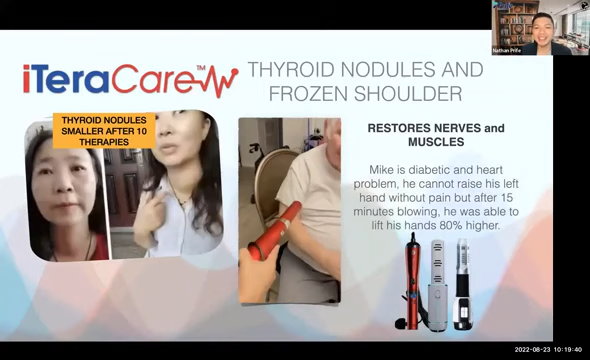 Nathan Prife
iTeraCare™
THYROID NODULES AND
FROZEN SHOULDER
THYROID NODULES
SMALLER AFTER 10
THERAPIES
RESTORES NERVES and
MUSCLES
Mike is diabetic and heart
problem, he cannot raise his left
hand without pain but after 15
minutes blowing, he was able to
lift his hands 80% higher.
2022-08-23 10:19:40